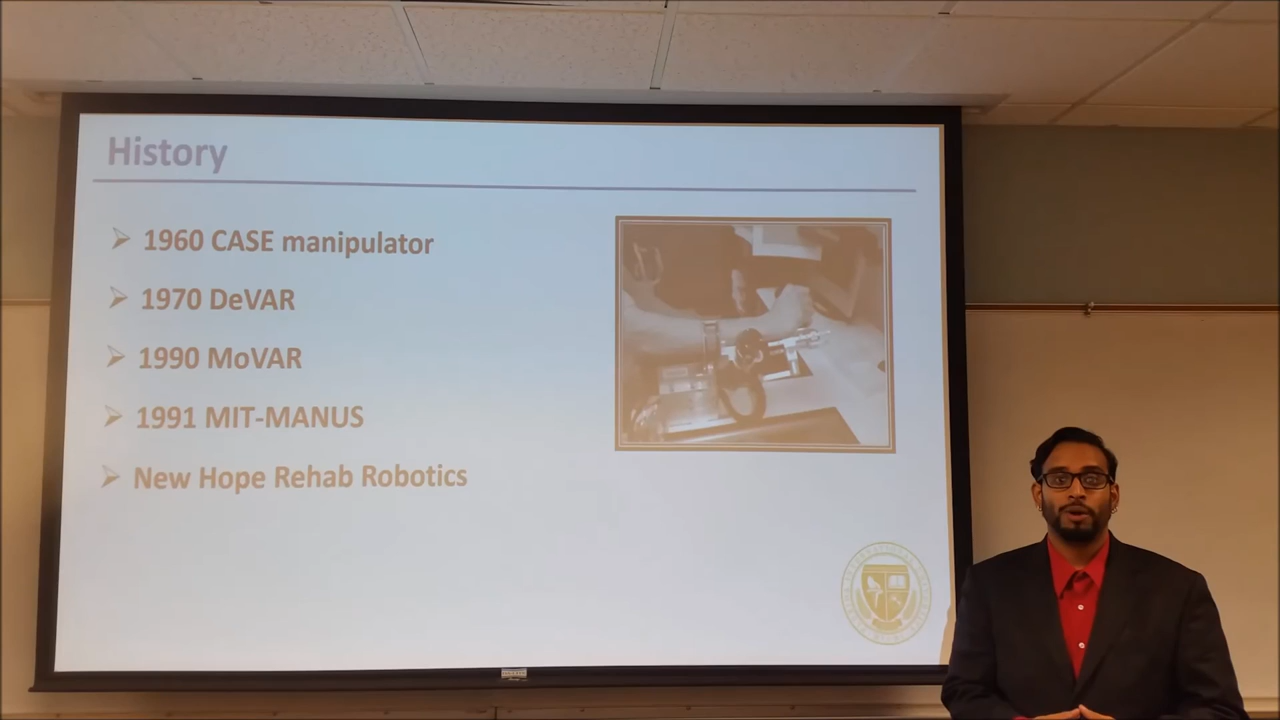 History
1960 CASE manipulator
1970 DeVAR
1990 MoVAR
1991 MIT-MANUS
New Hope Rehab Robotics